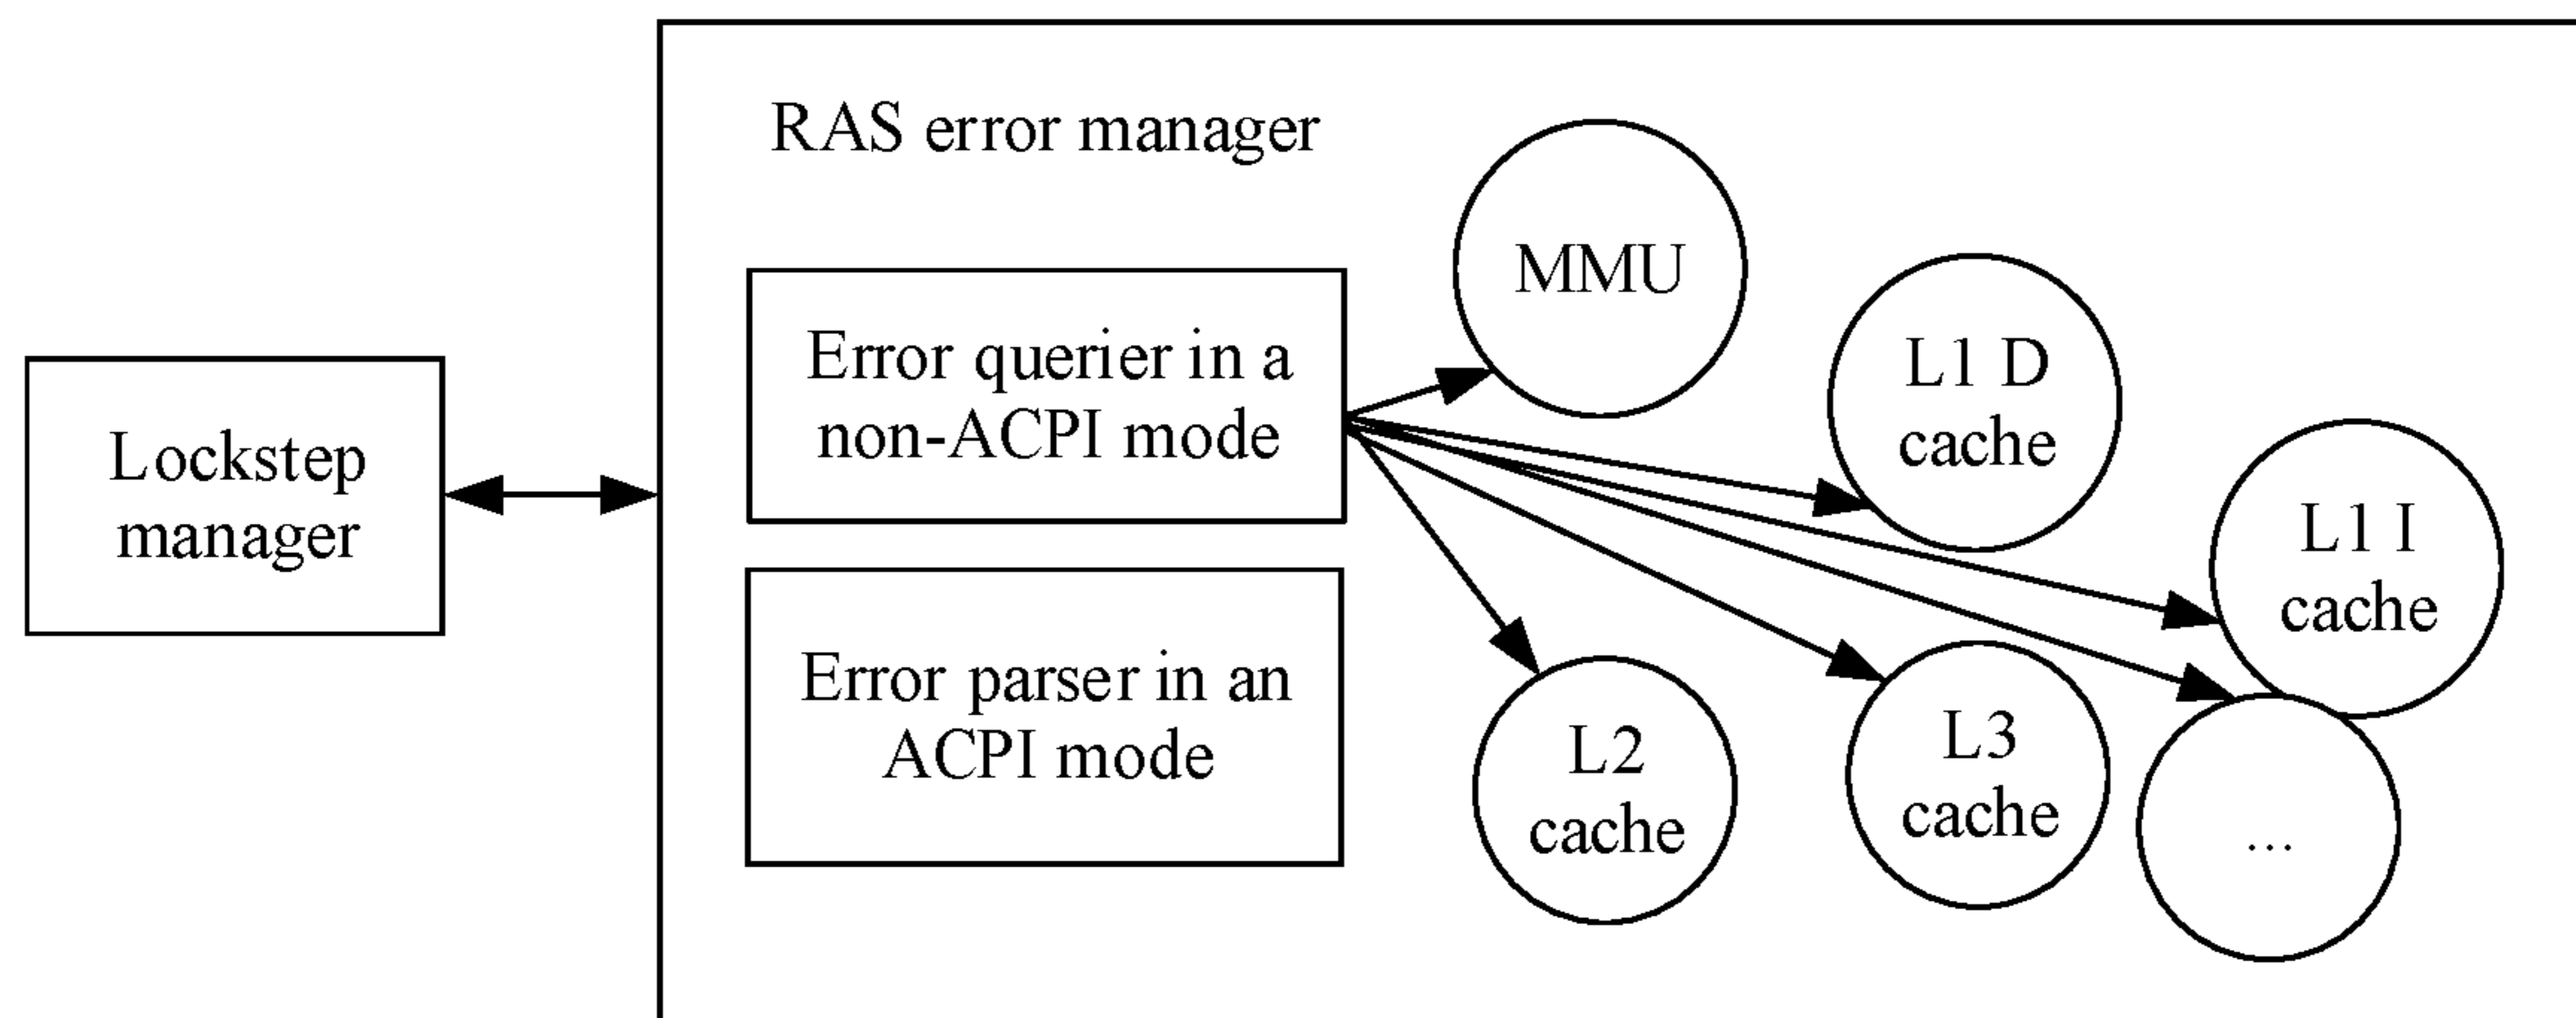 RAS error manager
MMU
Error querier in a
non-ACPI mode
L1 D
cache
Lockstep
manager
L1 I
cache
Error parser in an
ACPI mode
L2
cache
L3
cache
...